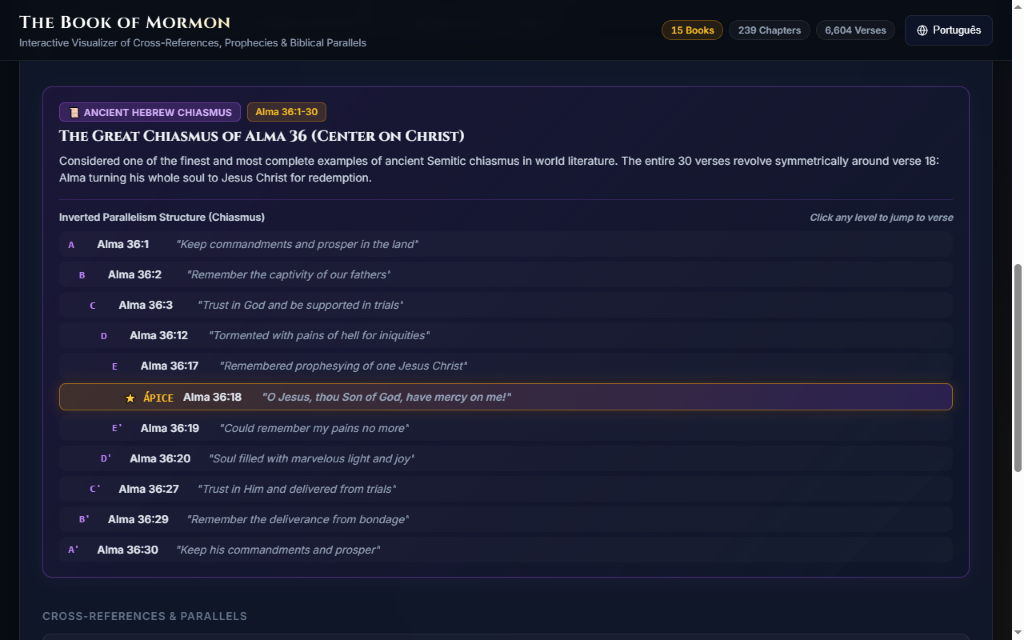 The Book of Mormon
Interactive Visualizer of Cross-References, Prophecies & Biblical Parallels
15 Books
239 Chapters
6,604 Verses
Português
ANCIENT HEBREW CHIASMUS
Alma 36:1-30
The Great Chiasmus of Alma 36 (Center on Christ)
Considered one of the finest and most complete examples of ancient Semitic chiasmus in world literature. The entire 30 verses revolve symmetrically around verse 18:
Alma turning his whole soul to Jesus Christ for redemption.
Inverted Parallelism Structure (Chiasmus)
Click any level to jump to verse
A Alma 36:1 "Keep commandments and prosper in the land"
B Alma 36:2 "Remember the captivity of our fathers"
C Alma 36:3 "Trust in God and be supported in trials"
D Alma 36:12 "Tormented with pains of hell for iniquities"
E Alma 36:17 "Remembered prophesying of one Jesus Christ"
★ ÁPICE Alma 36:18 "O Jesus, thou Son of God, have mercy on me!"
E' Alma 36:19 "Could remember my pains no more"
D' Alma 36:20 "Soul filled with marvelous light and joy"
C' Alma 36:27 "Trust in Him and delivered from trials"
B' Alma 36:29 "Remember the deliverance from bondage"
A' Alma 36:30 "Keep his commandments and prosper"
CROSS-REFERENCES & PARALLELS